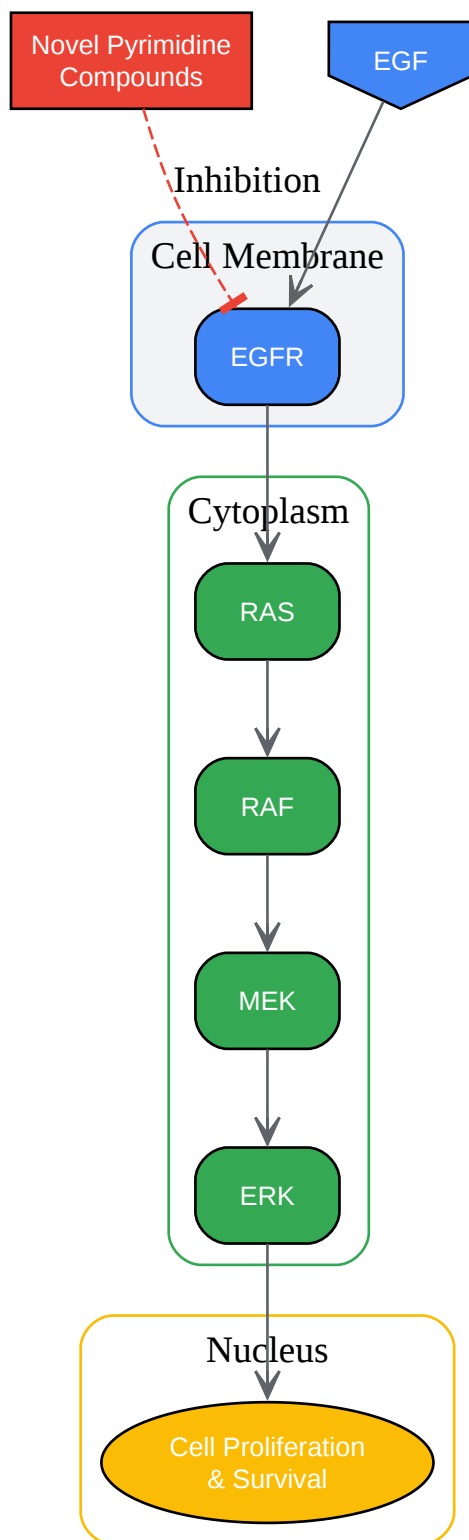 Novel Pyrimidine
Compounds
EGF
Inhibition
Cell Membrane
EGFR
Cytoplasm
RAS
RAF
MEK
ERK
Nucleus
Cell Proliferation
& Survival